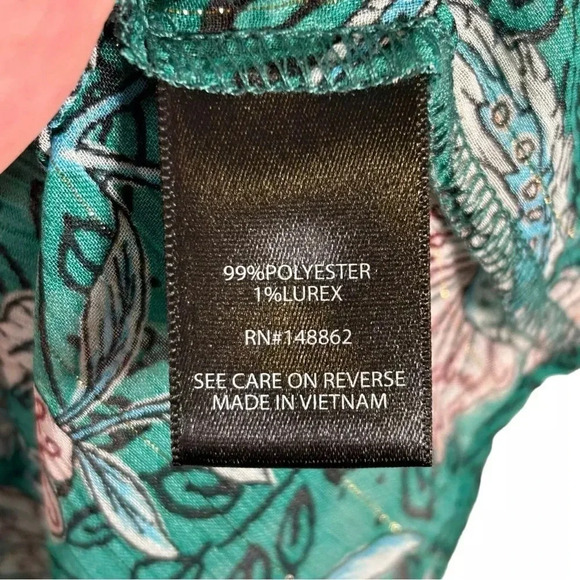 99%POLYESTER
1%LUREX
RN#148862
SEE CARE ON REVERSE
MADE IN VIETNAM